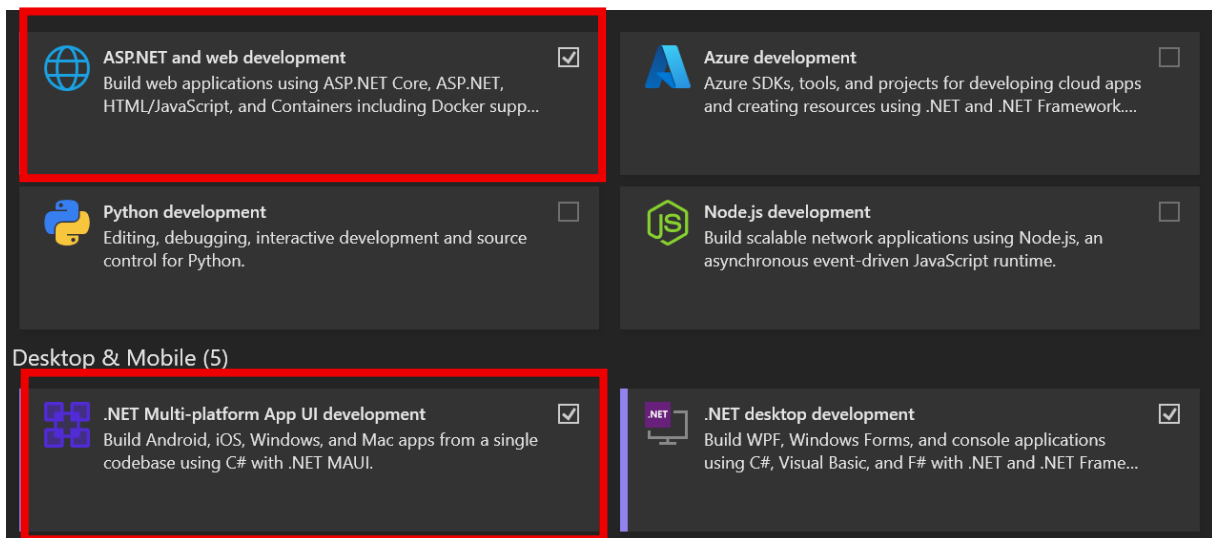 ASP.NET and web development
Build web applications using ASP.NET Core, ASP.NET,
HTML/JavaScript, and Containers including Docker supp...
Azure development
Azure SDKs, tools, and projects for developing cloud apps
and creating resources using .NET and .NET Framework....
Python development
Editing, debugging, interactive development and source
control for Python.
JS
Node.js development
Build scalable network applications using Node.js, an
asynchronous event-driven JavaScript runtime.
Desktop & Mobile (5)
.NET Multi-platform App UI development
Build Android, iOS, Windows, and Mac apps from a single
codebase using C# with .NET MAUI.
.NET
.NET desktop development
Build WPF, Windows Forms, and console applications
using C#, Visual Basic, and F# with .NET and .NET Frame...